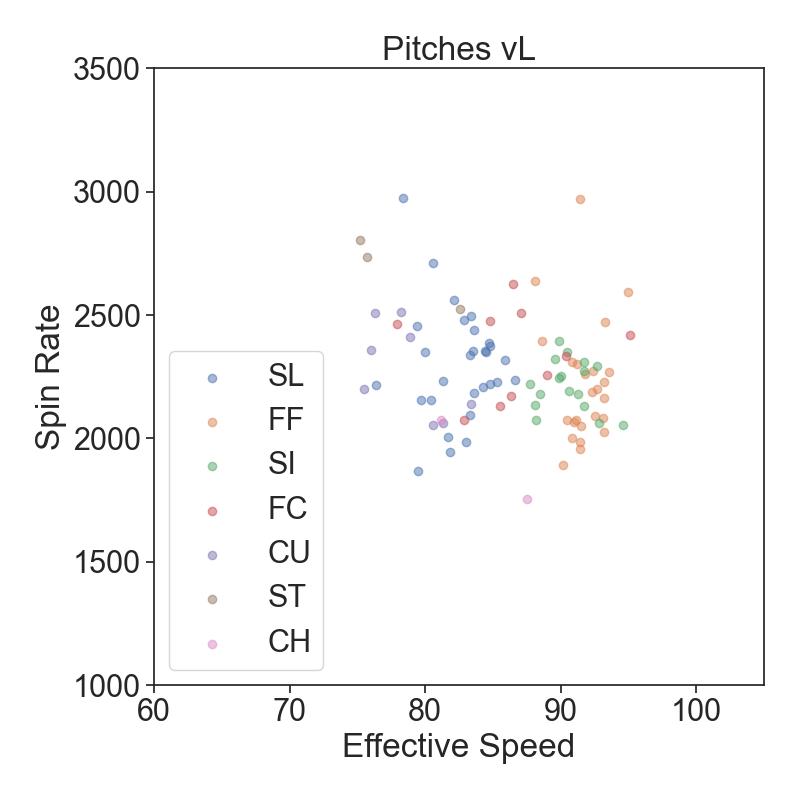 Pitches vL
3500
3000
2500
2000
1500
1000
Spin Rate
SL
FF
SI
FC
CU
ST
CH
60 70 80 90 100
Effective Speed